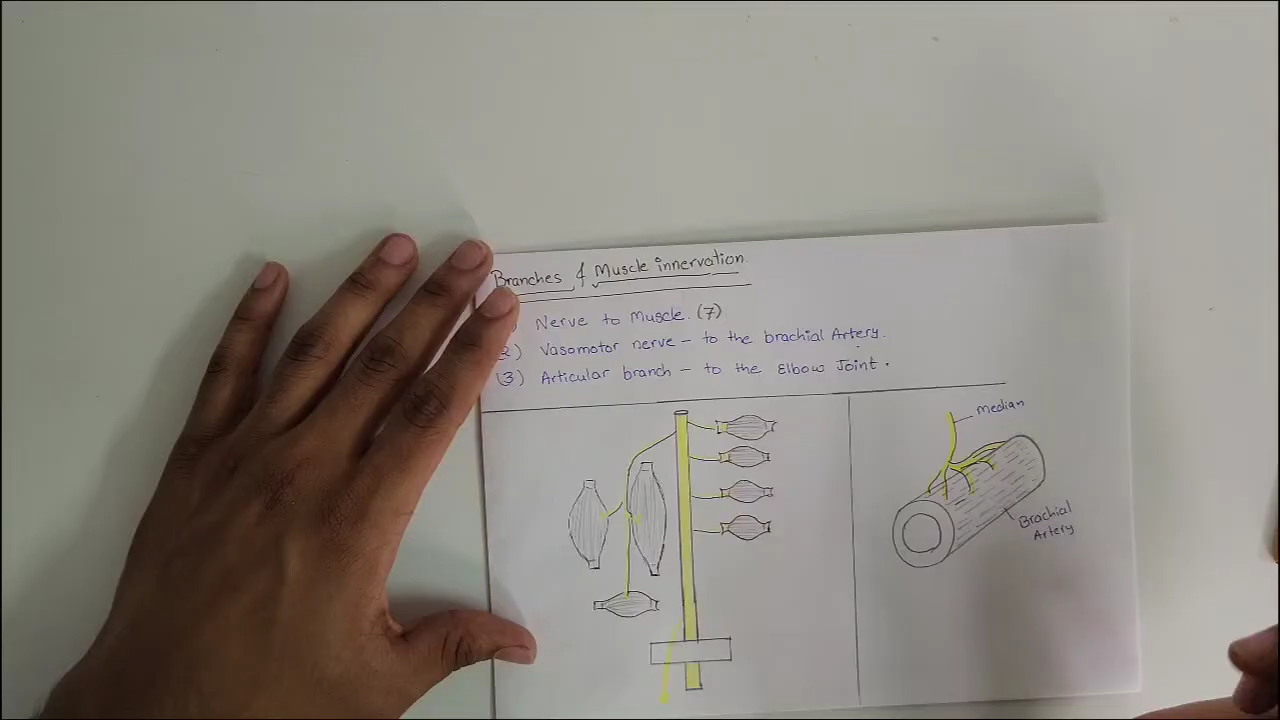 Branches & Muscle innervation.
) Nerve to Muscle. (7)
2) Vasomotor nerve - to the brachial Artery.
(3) Articular branch - to the Elbow Joint.
Median
Brachial
Artery